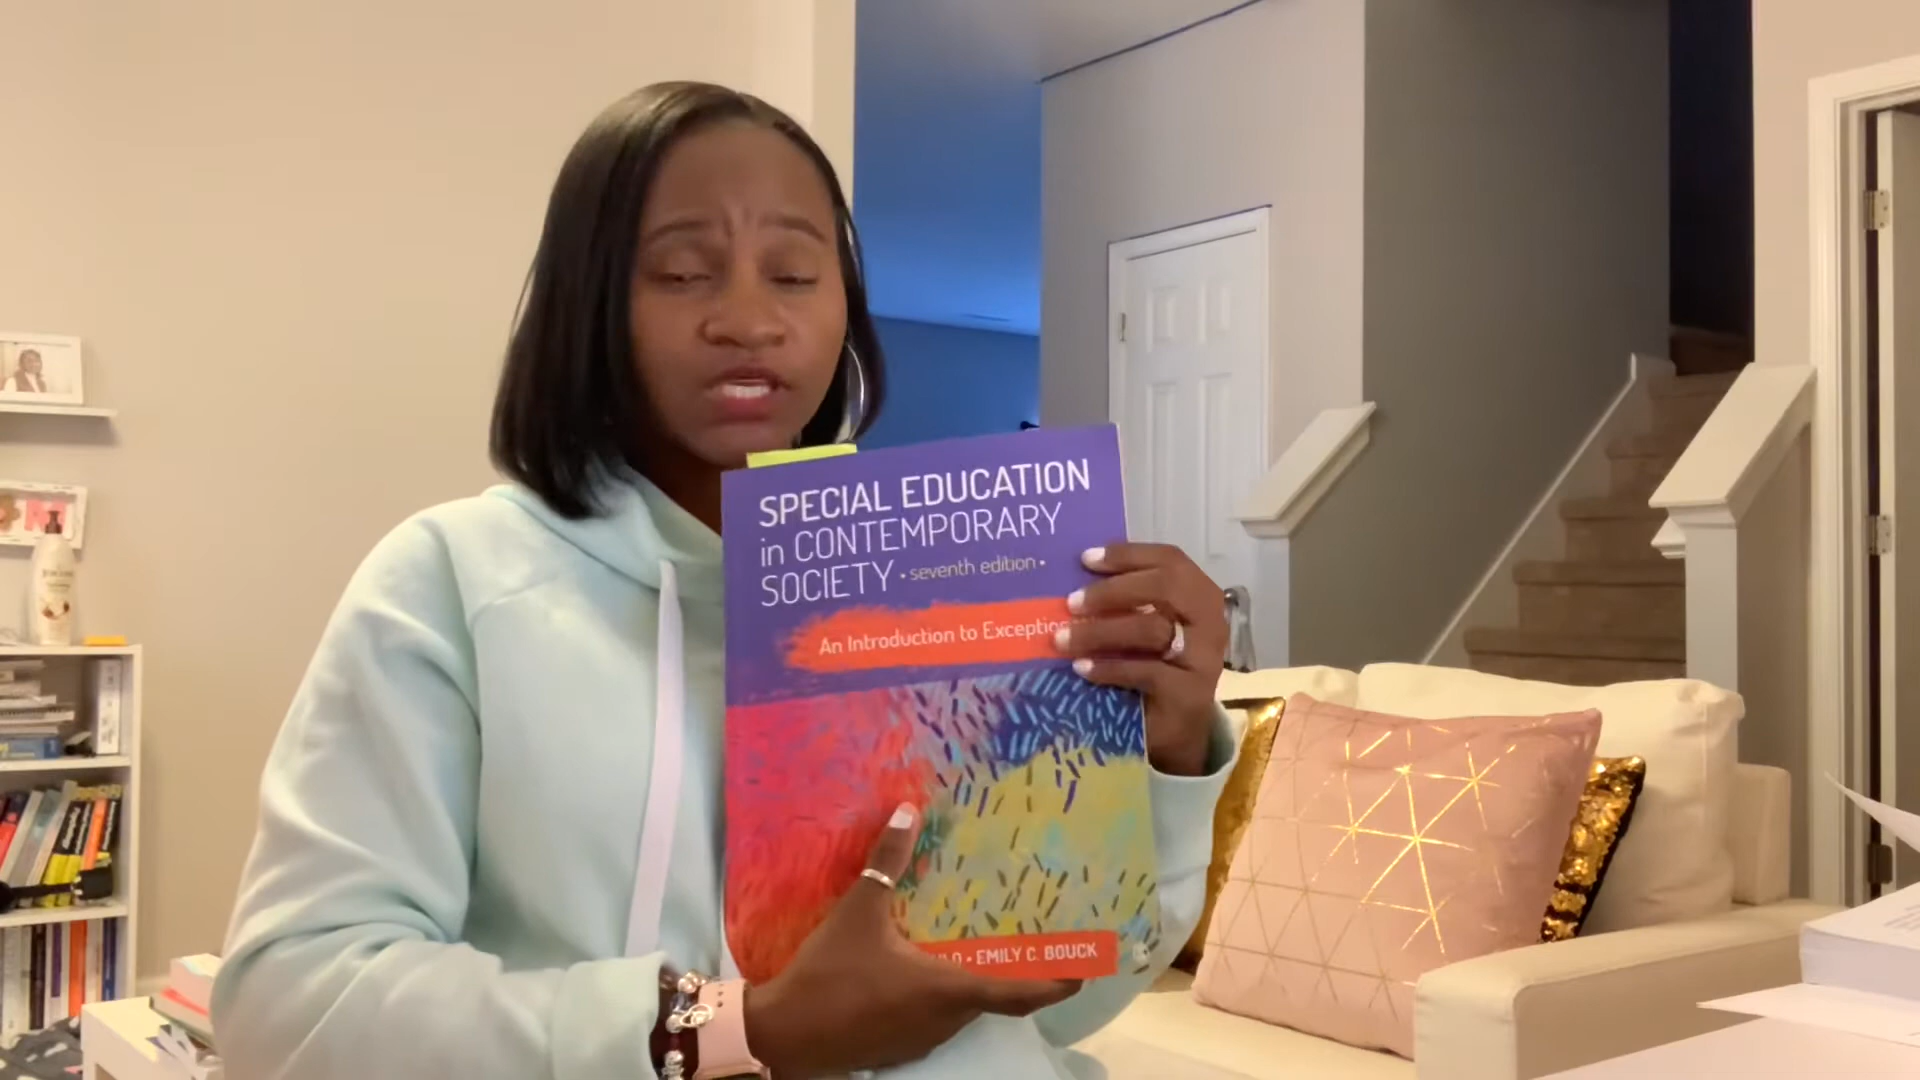 SPECIAL EDUCATION
in CONTEMPORARY
SOCIETY • seventh edition •
An Introduction to
• EMILY C. BOUCK